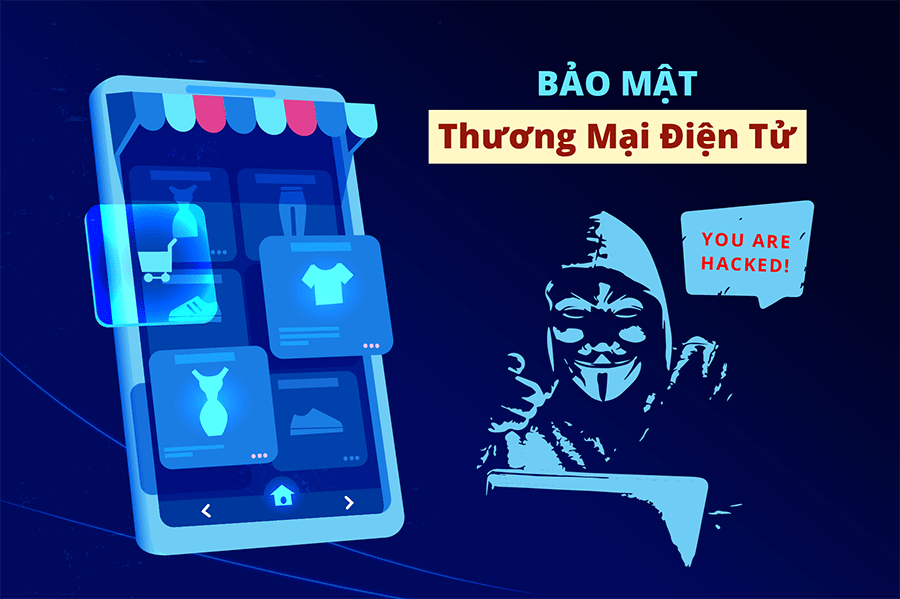 BẢO MẬT
Thương Mại Điện Tử
YOU ARE
HACKED!